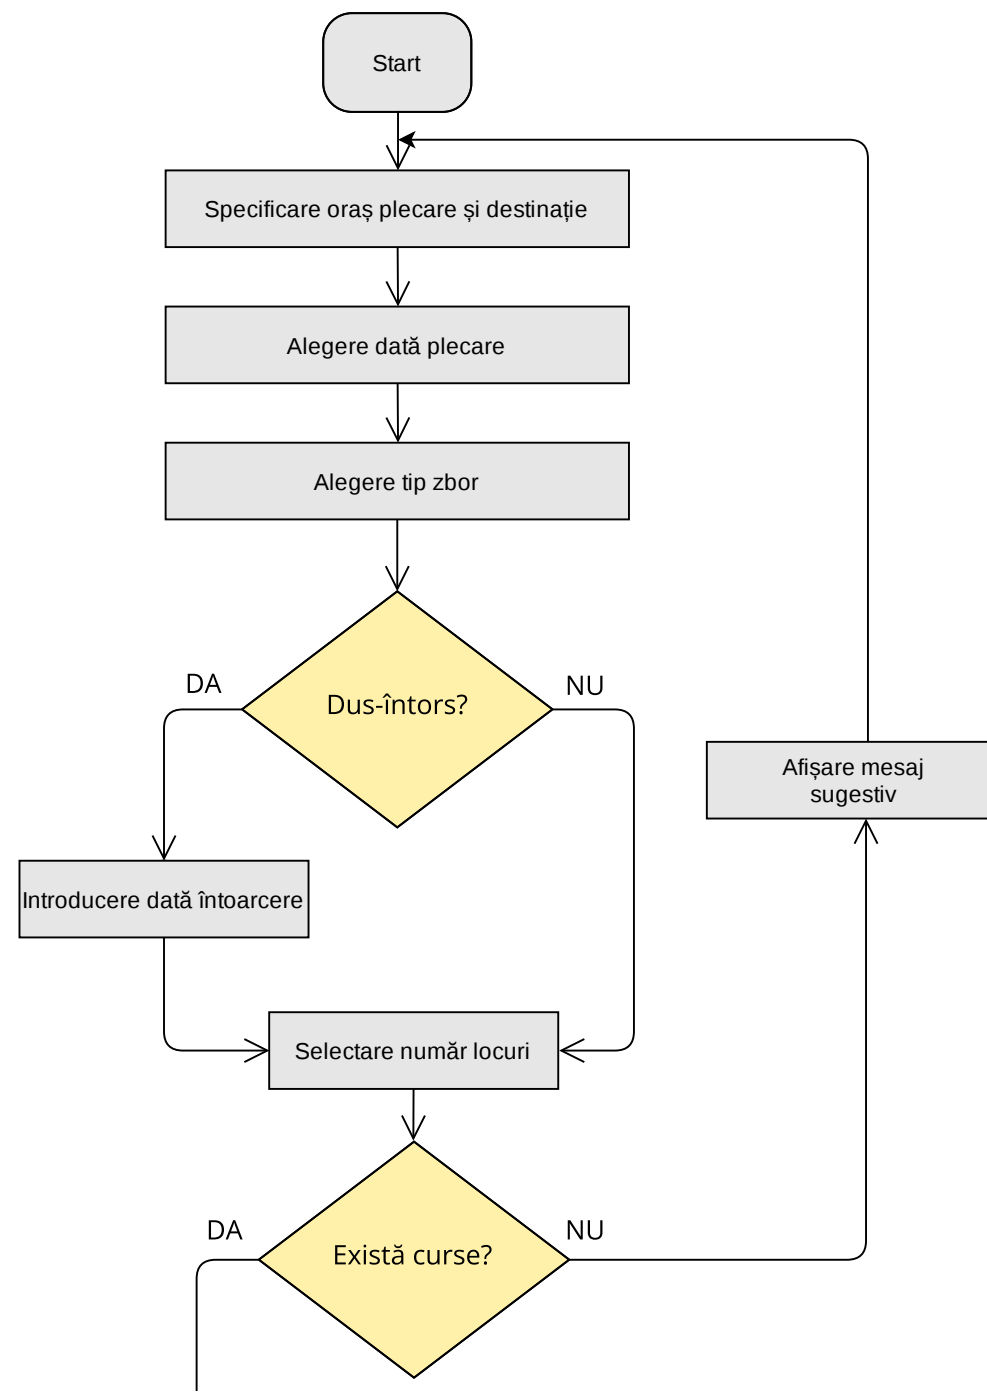 Start
Specificare oraș plecare și destinație
Alegere dată plecare
Alegere tip zbor
DA
NU
Dus-întors?
Afișare mesaj
sugestiv
Introducere dată întoarcere
Selectare număr locuri
DA
NU
Există curse?